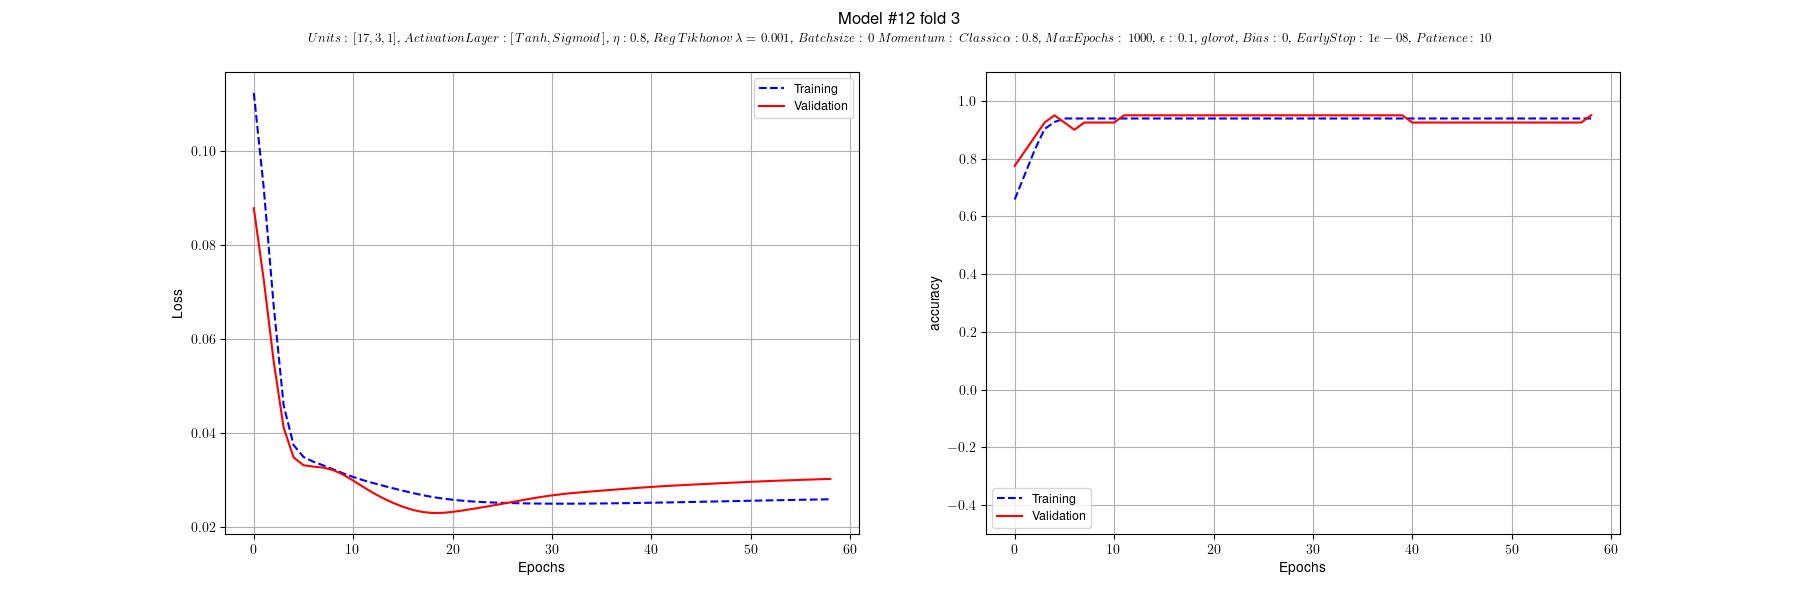 Model #12 fold 3
Units : [17, 3, 1], ActivationLayer : [Tanh, Sigmoid], η : 0.8, Reg Tikhonov λ = 0.001, Batchsize : 0 Momentum : Classic α : 0.8, MaxEpochs : 1000, ϵ : 0.1, glorot, Bias : 0, EarlyStop : 1e − 08, Patience : 10
Training
Validation
0.10
0.08
0.06
0.04
0.02
Loss
0 10 20 30 40 50 60
Epochs
1.0
0.8
0.6
0.4
0.2
0.0
−0.2
−0.4
accuracy
Training
Validation
0 10 20 30 40 50 60
Epochs